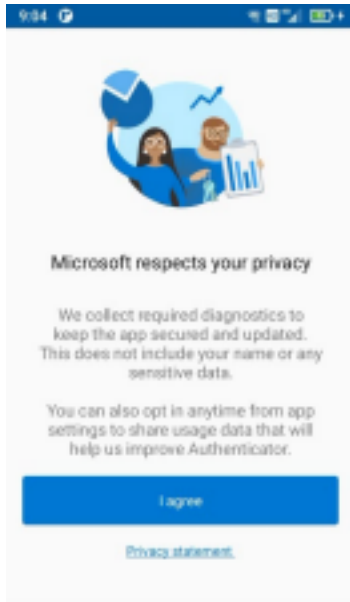 9:04
Microsoft respects your privacy
We collect required diagnostics to
keep the app secured and updated.
This does not include your name or any
sensitive data.
You can also opt in anytime from app
settings to share usage data that will
help us improve Authenticator.
I agree
Privacy statement